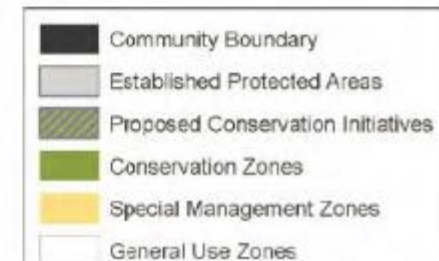 Community Boundary
Established Protected Areas
Proposed Conservation Initiatives
Conservation Zones
Special Management Zones
General Use Zones